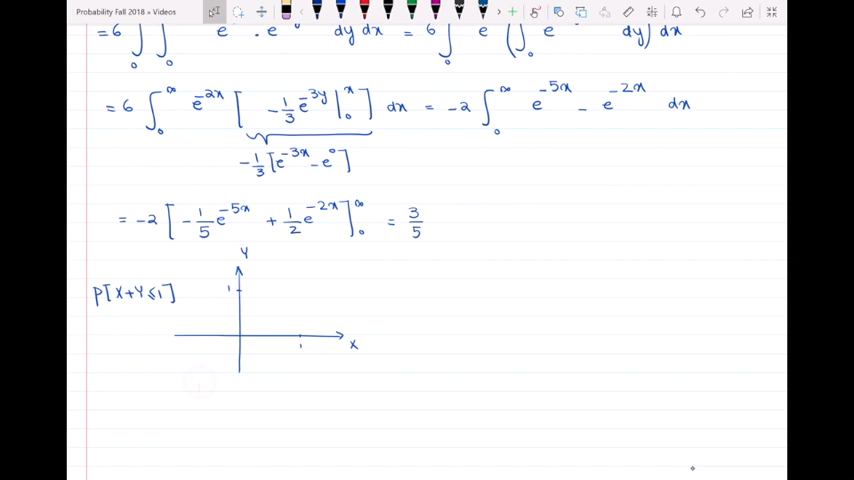 Probability Fall 2018 » Videos
= 6 ∫₀ ∫₀ e . e dy dx = 6 ∫₀ e ( ∫₀ e dy ) dx
= 6 ∫₀^∞ e^{-2x} [ -1/3 e^{-3y} |₀^x ] dx = -2 ∫₀^∞ e^{-5x} - e^{-2x} dx
-1/3 [ e^{-3x} - e^0 ]
= -2 [ -1/5 e^{-5x} + 1/2 e^{-2x} ]₀^∞ = 3/5
Y
P[X+Y≤1]
1
1
X